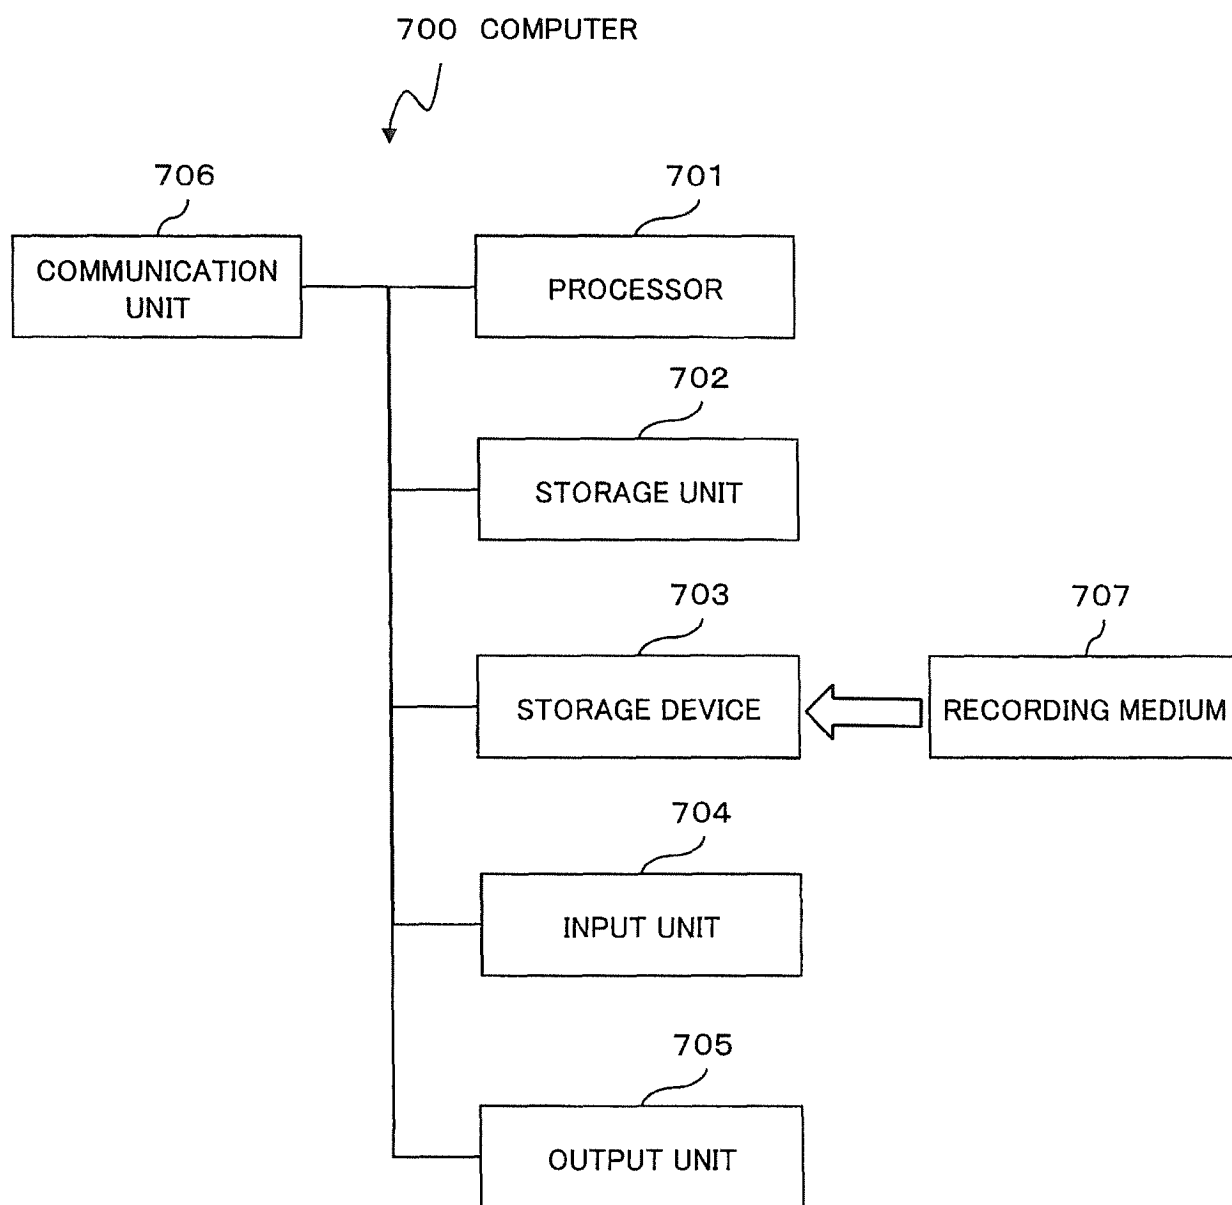 700 COMPUTER
706
701
COMMUNICATION
UNIT
PROCESSOR
702
STORAGE UNIT
703
707
STORAGE DEVICE
RECORDING MEDIUM
704
INPUT UNIT
705
OUTPUT UNIT